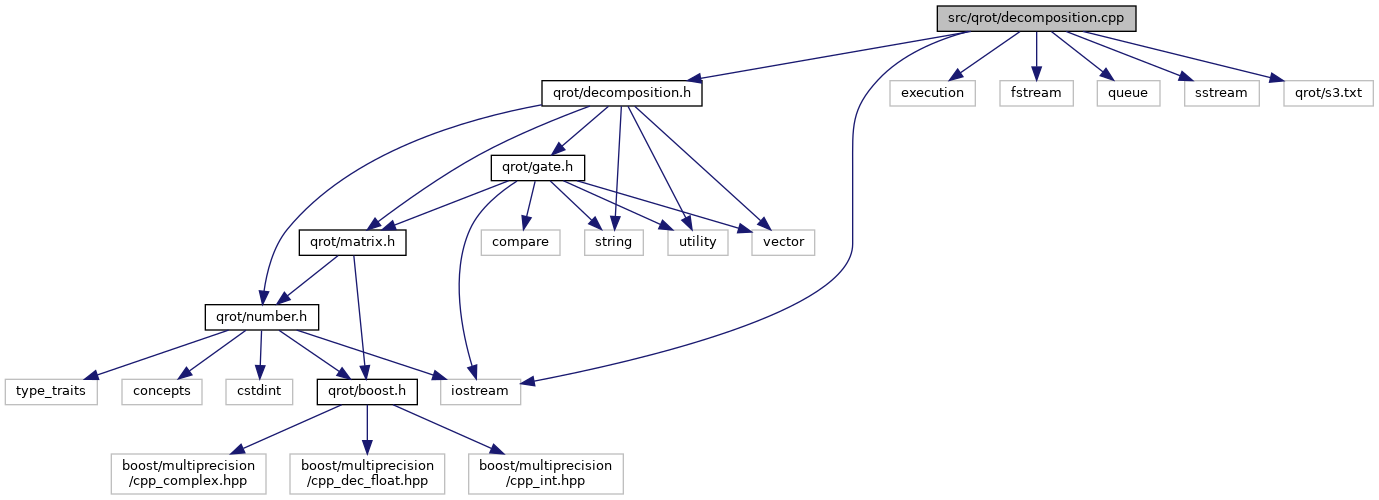 src/qrot/decomposition.cpp
qrot/decomposition.h
execution
fstream
queue
sstream
qrot/s3.txt
qrot/gate.h
qrot/matrix.h
compare
string
utility
vector
qrot/number.h
type_traits
concepts
cstdint
qrot/boost.h
iostream
boost/multiprecision
/cpp_complex.hpp
boost/multiprecision
/cpp_dec_float.hpp
boost/multiprecision
/cpp_int.hpp